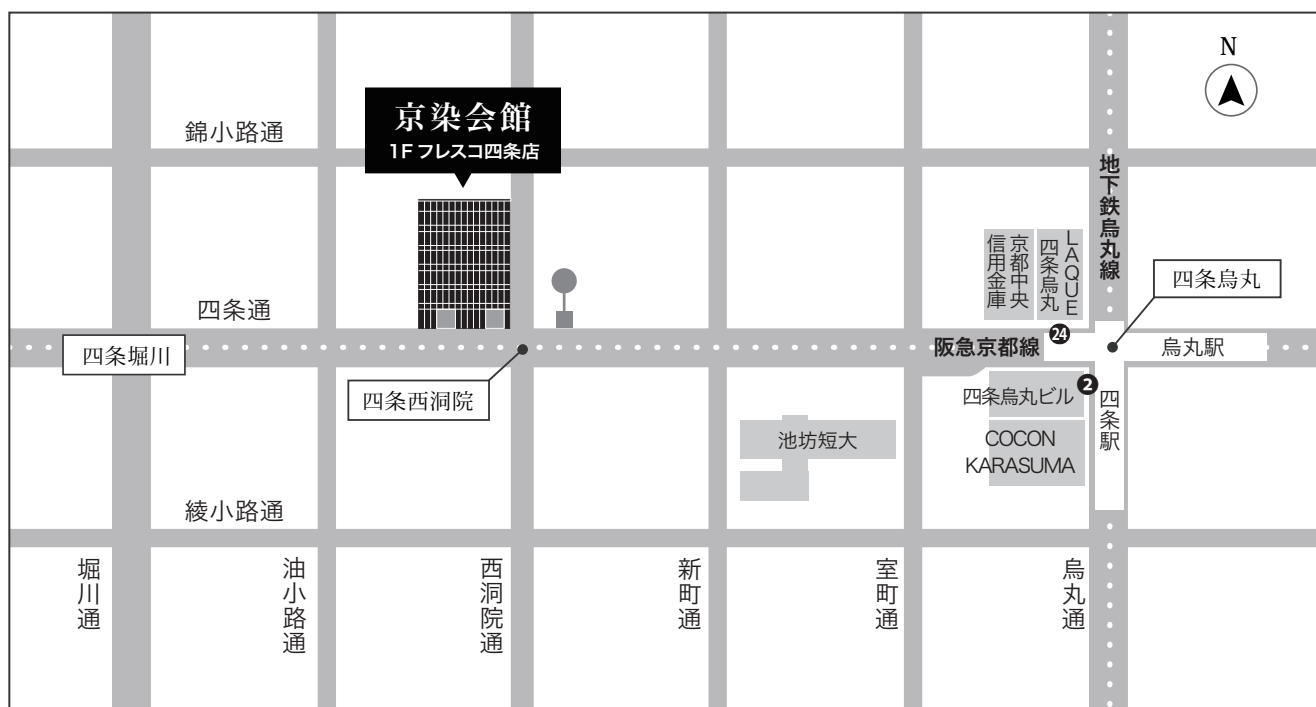 N
京染会館
1F フレスコ四条店
錦小路通
地下鉄烏丸線
京都中央
信用金庫
LAQUE
四条烏丸
四条烏丸
四条通
四条堀川
四条西洞院
阪急京都線
24
烏丸駅
四条烏丸ビル
2
四条駅
池坊短大
COCON
KARASUMA
綾小路通
堀川通
油小路通
西洞院通
新町通
室町通
烏丸通